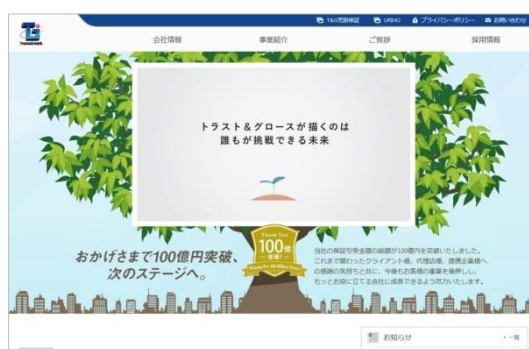 T&G売掛保証
URIHO
プライバシーポリシー
お問い合わせ
Trust&Growth
会社情報
事業紹介
ご挨拶
採用情報
トラスト＆グロースが描くのは
誰もが挑戦できる未来
おかげさまで100億円突破、
次のステージへ。
Thank You
100億
突破!
当社の保証引受金額の総額が100億円を突破いたしました。
これまで関わったクライアント様、代理店様、提携企業様へ
の感謝の気持ちと共に、今後もお客様の事業を後押しし、
もっとお役に立てる会社に成長できるよう尽力いたします。
お知らせ
一覧